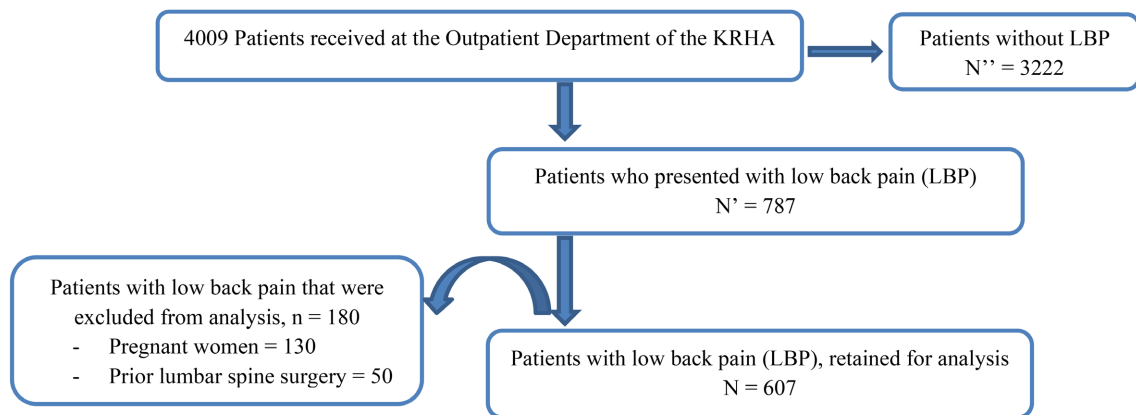 4009 Patients received at the Outpatient Department of the KRHA
Patients without LBP
N’’ = 3222
Patients who presented with low back pain (LBP)
N’ = 787
Patients with low back pain that were
excluded from analysis, n = 180
- Pregnant women = 130
- Prior lumbar spine surgery = 50
Patients with low back pain (LBP), retained for analysis
N = 607